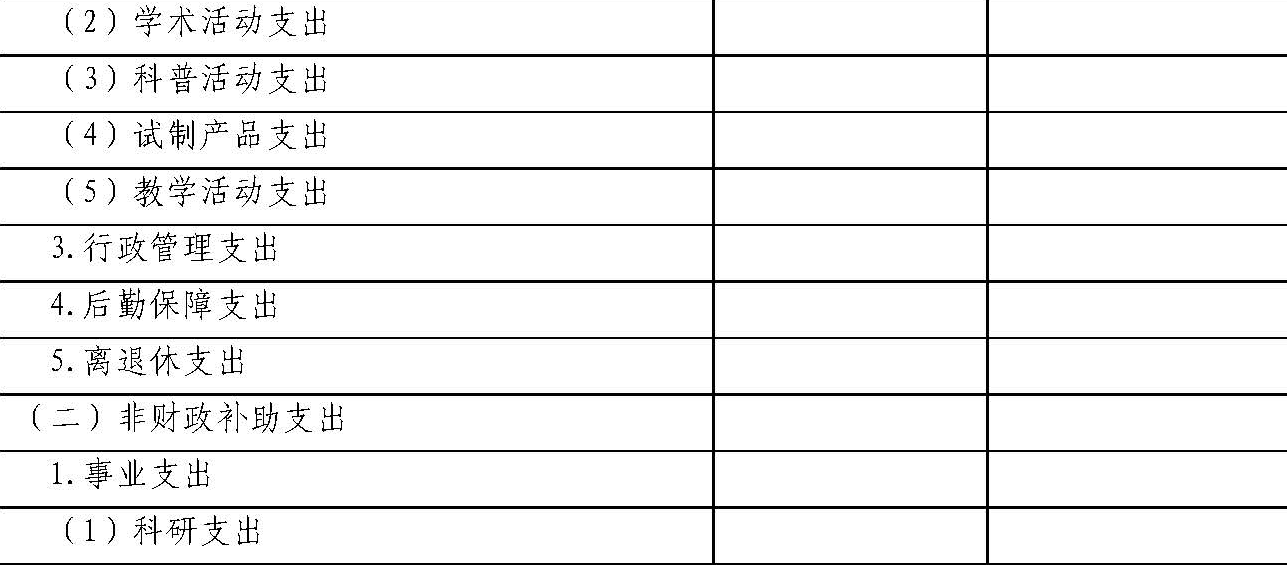 （2）学术活动支出
（3）科普活动支出
（4）试制产品支出
（5）教学活动支出
3.行政管理支出
4.后勤保障支出
5.离退休支出
（二）非财政补助支出
1.事业支出
（1）科研支出